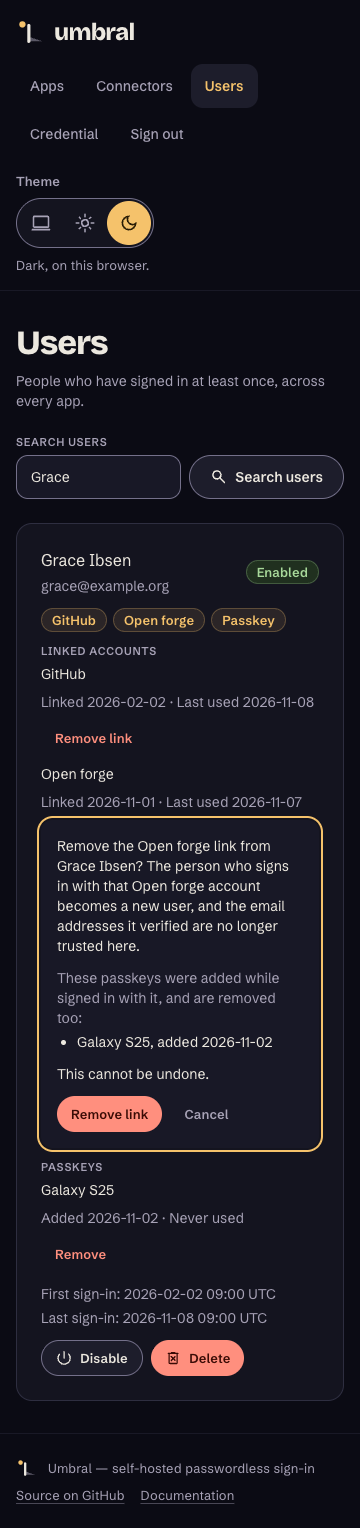 umbral
Apps Connectors Users
Credential Sign out
Theme
Dark, on this browser.
Users
People who have signed in at least once, across
every app.
SEARCH USERS
Grace Search users
Grace Ibsen
Enabled
grace@example.org
GitHub Open forge Passkey
LINKED ACCOUNTS
GitHub
Linked 2026-02-02 · Last used 2026-11-08
Remove link
Open forge
Linked 2026-11-01 · Last used 2026-11-07
Remove the Open forge link from
Grace Ibsen? The person who signs
in with that Open forge account
becomes a new user, and the email
addresses it verified are no longer
trusted here.
These passkeys were added while
signed in with it, and are removed
too:
• Galaxy S25, added 2026-11-02
This cannot be undone.
Remove link Cancel
PASSKEYS
Galaxy S25
Added 2026-11-02 · Never used
Remove
First sign-in: 2026-02-02 09:00 UTC
Last sign-in: 2026-11-08 09:00 UTC
Disable Delete
Umbral — self-hosted passwordless sign-in
Source on GitHub Documentation